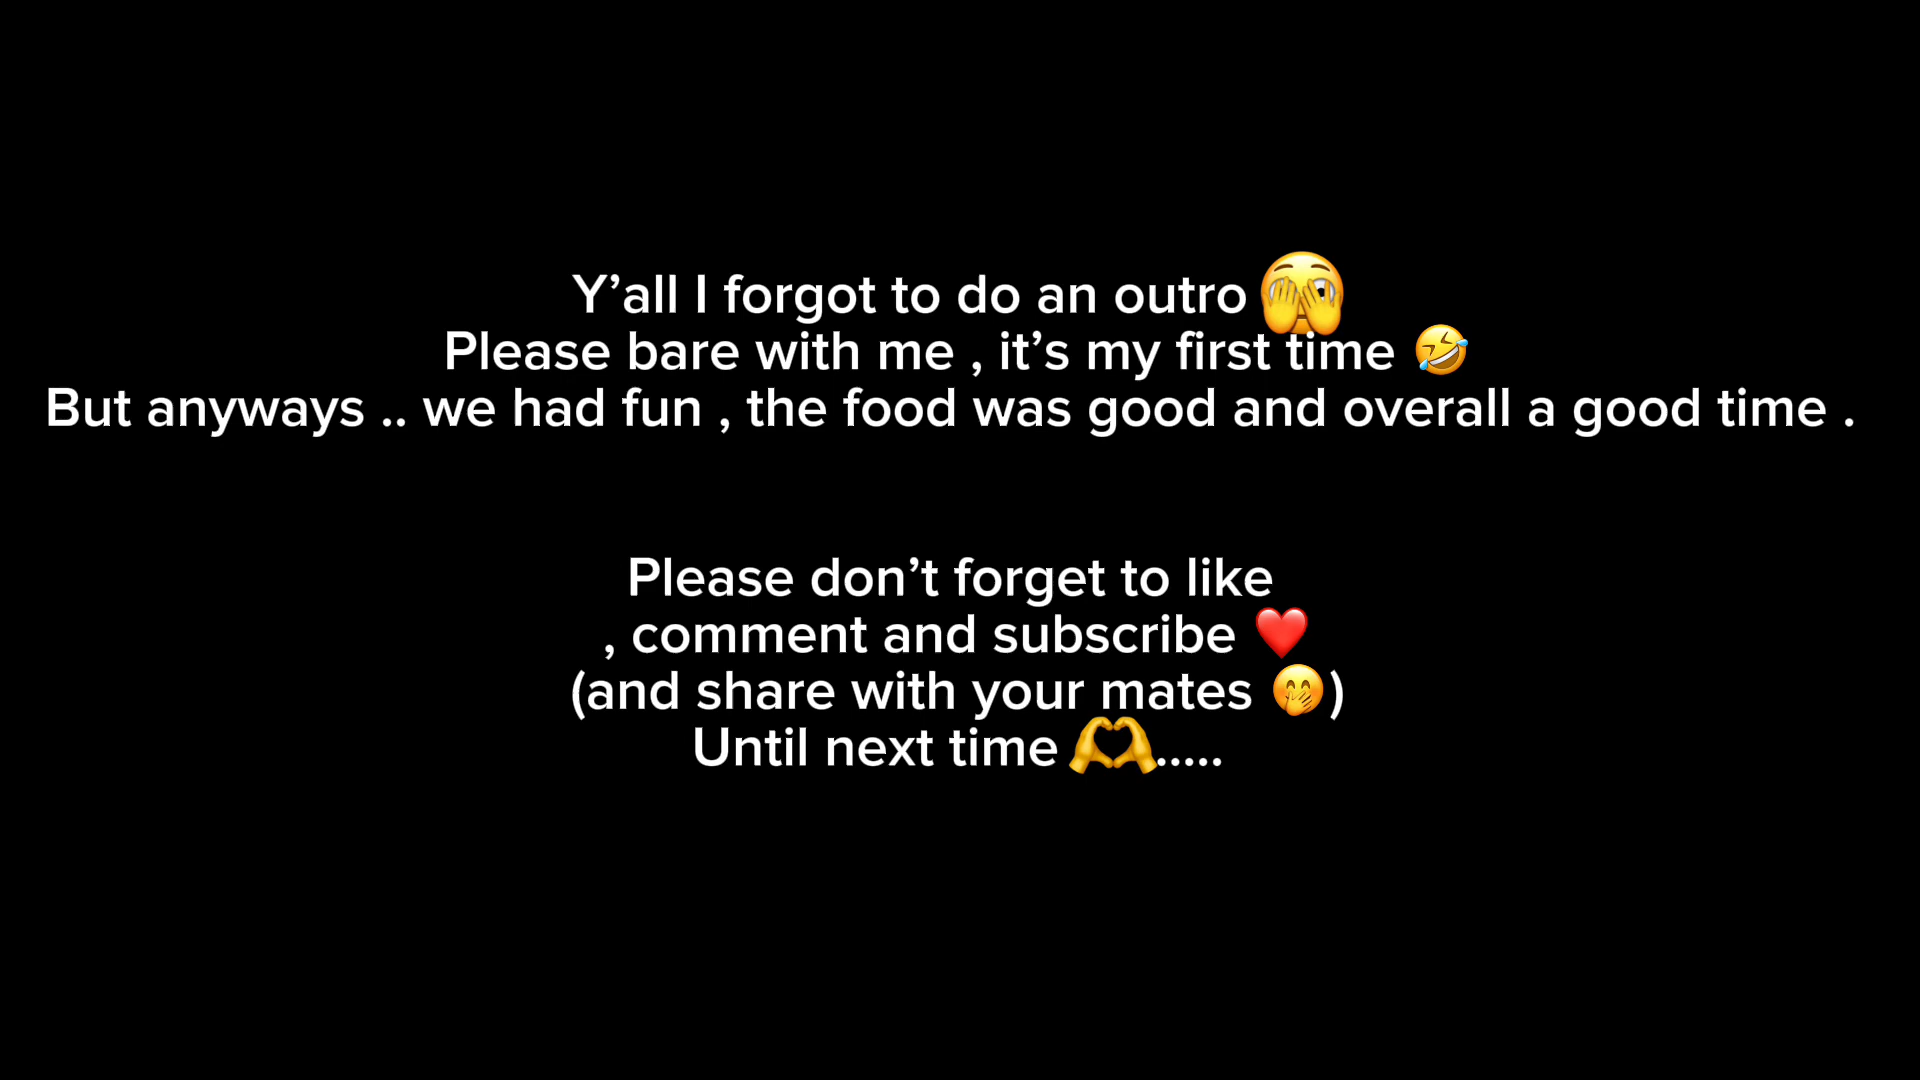 Y’all I forgot to do an outro 🫣
Please bare with me , it’s my first time 🤣
But anyways .. we had fun , the food was good and overall a good time .
Please don’t forget to like
, comment and subscribe ❤️
(and share with your mates 🤭)
Until next time 🫶.....